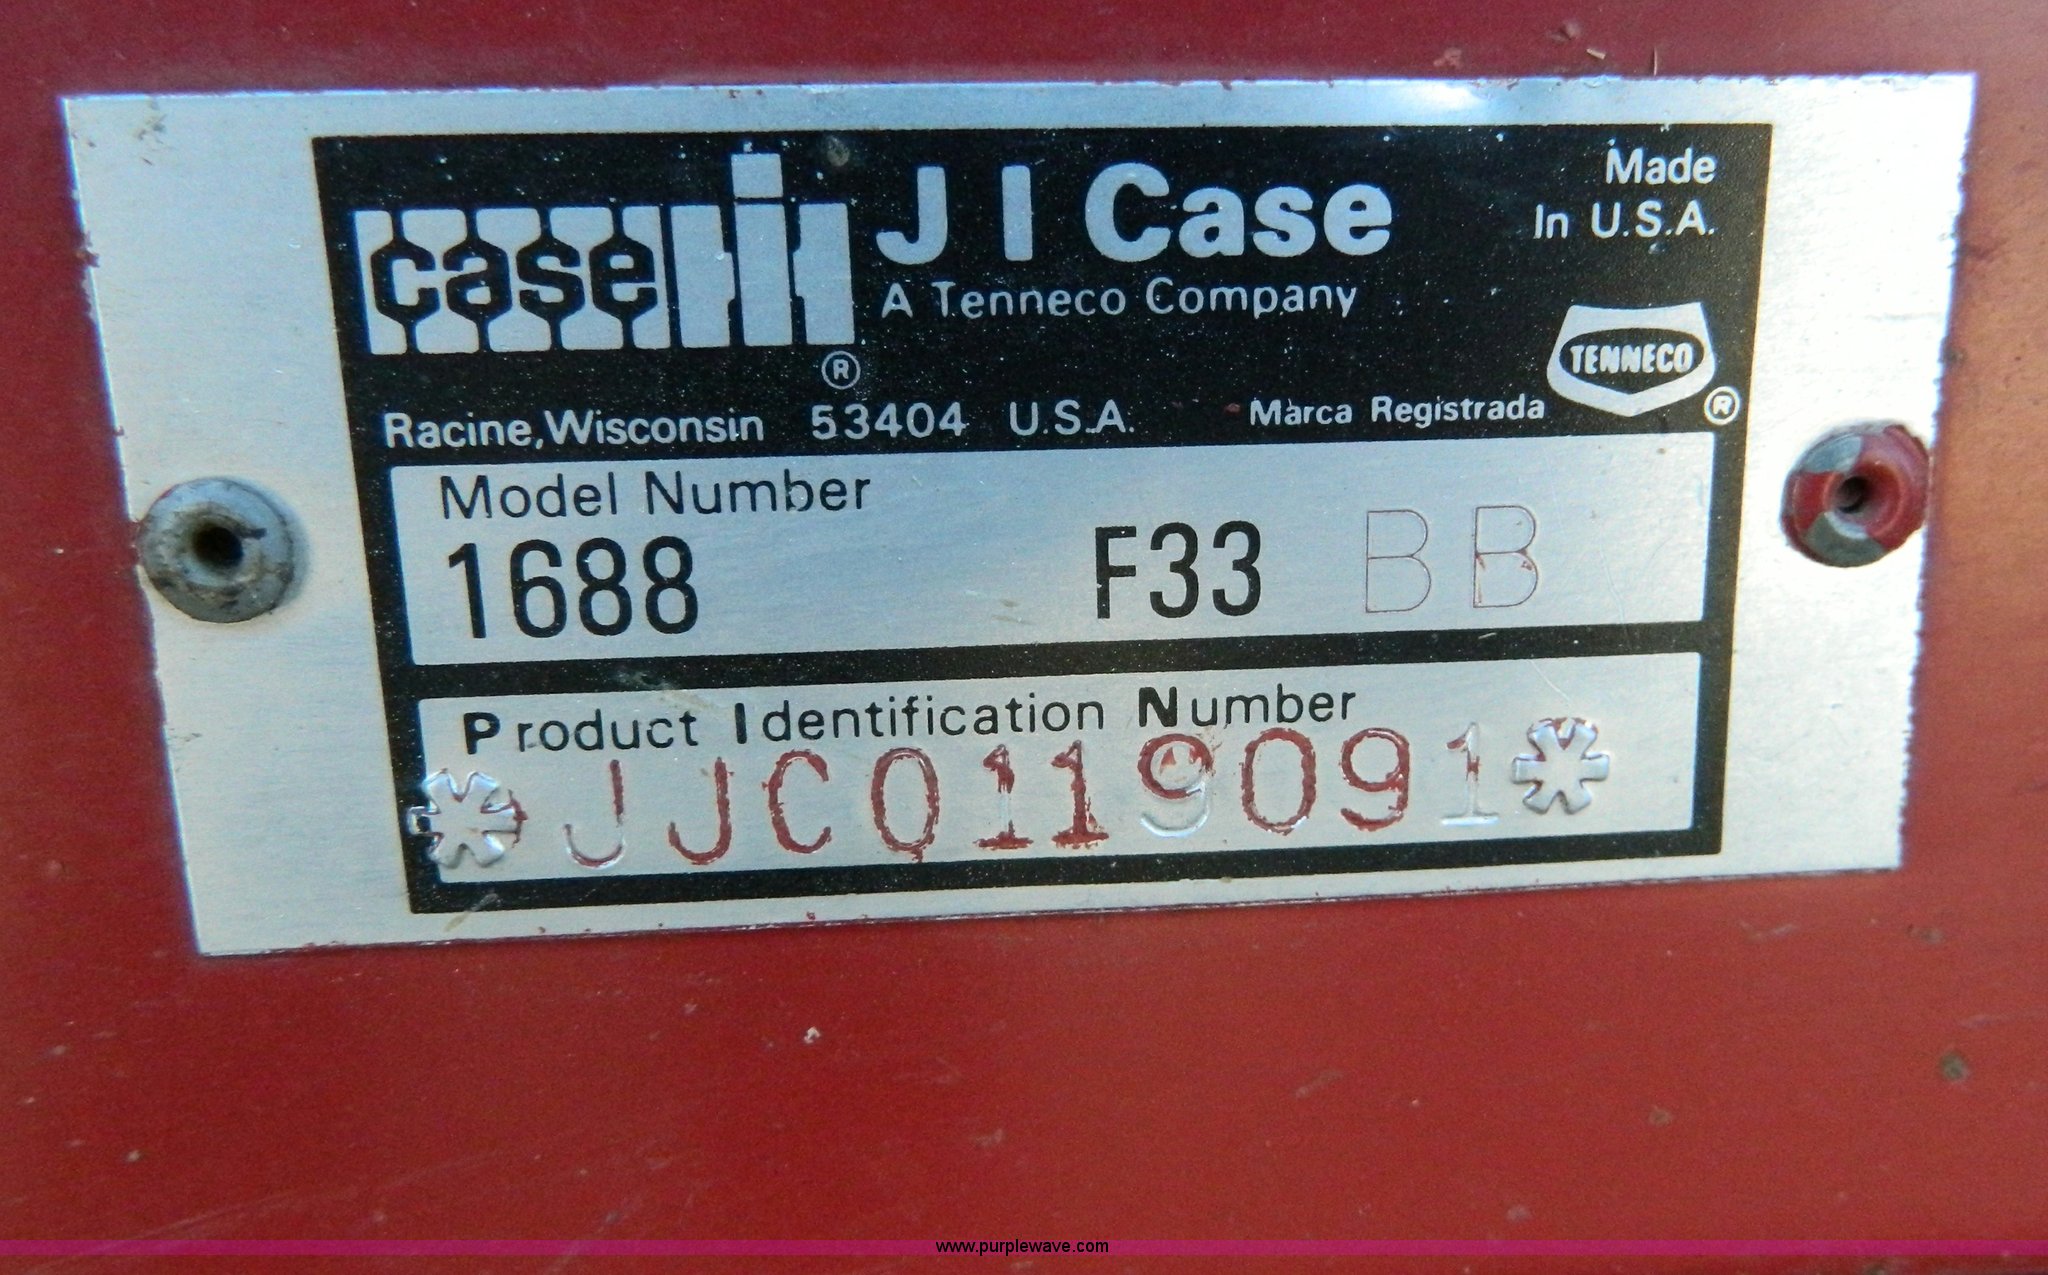 case IH J I Case
Made
In U.S.A.
A Tenneco Company
TENNECO
®
®
Racine, Wisconsin 53404 U.S.A.
Marca Registrada
Model Number
1688 F33 BB
Product Identification Number
*JJC0119091*
www.purplewave.com